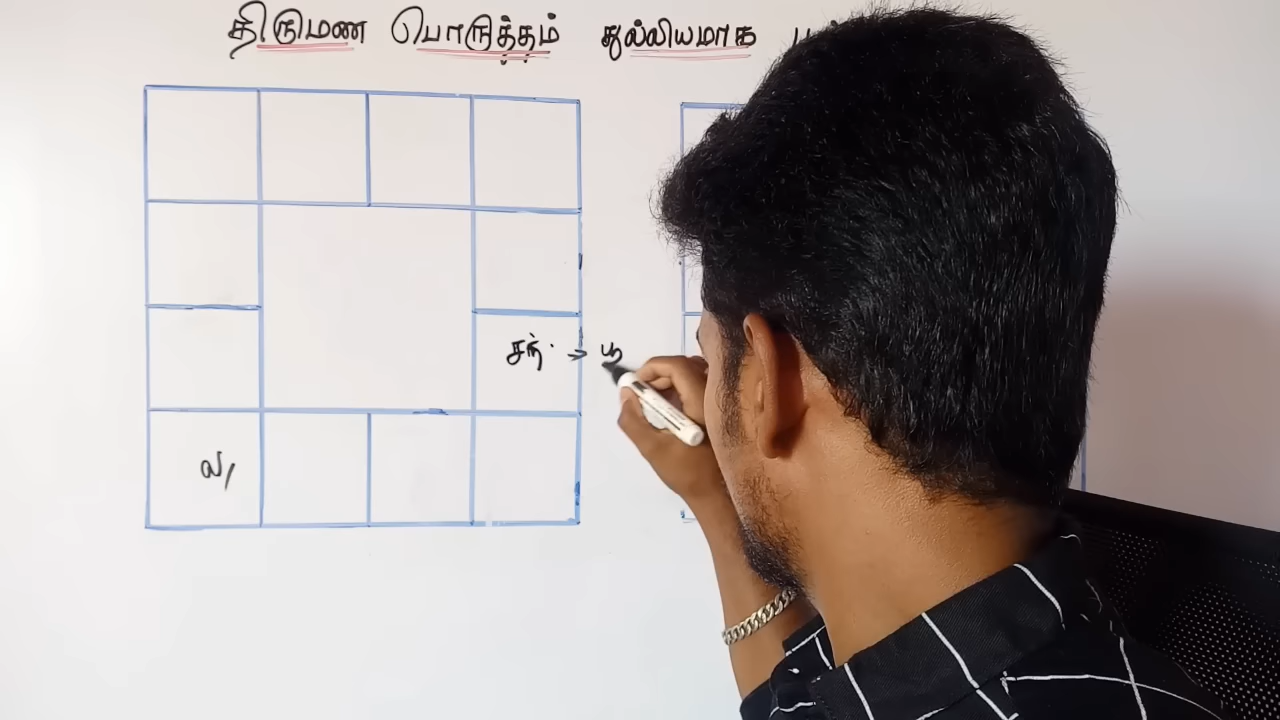 திருமண பொருத்தம் துல்லியமாக
சந். →
ல/